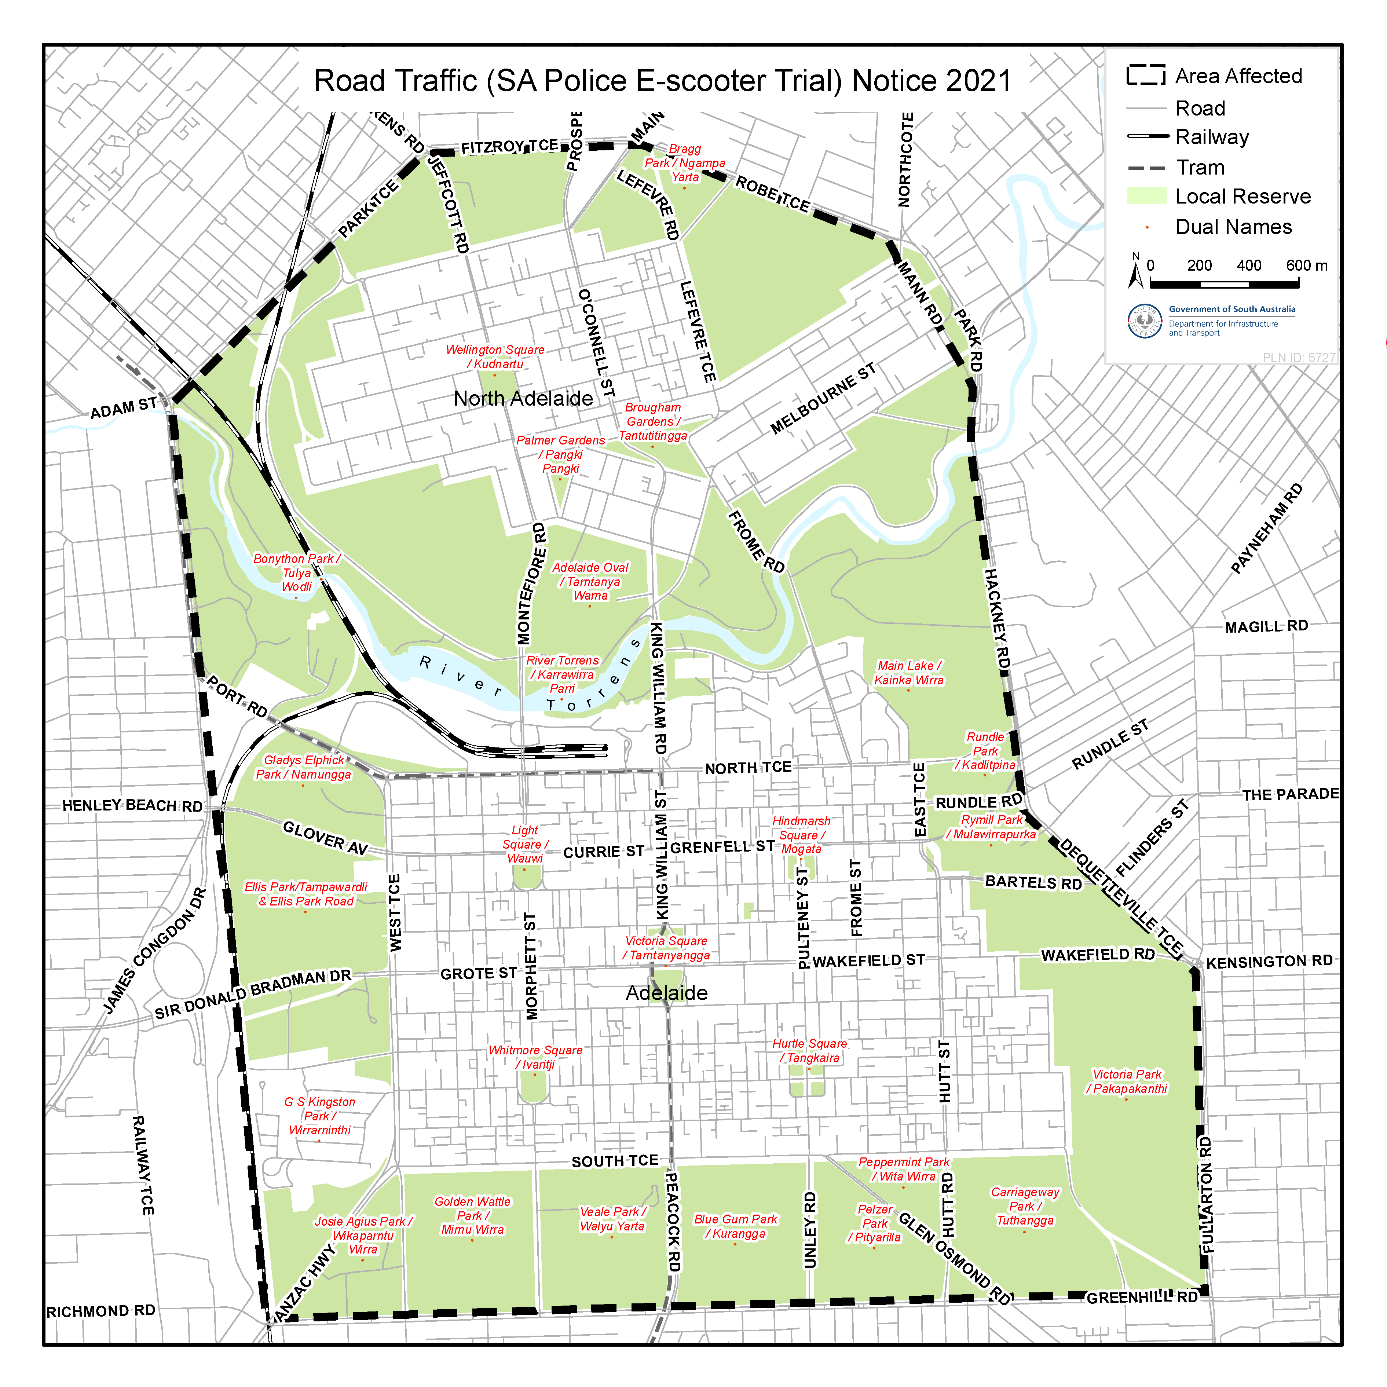 Road Traffic (SA Police E-scooter Trial) Notice 2021
Area Affected
Road
Railway
Tram
Local Reserve
Dual Names
N
0 200 400 600 m
Government of South Australia
Department for Infrastructure
and Transport
PLN ID: 5727
RENS RD
FITZROY TCE
PROSPE
MAIN
NORTHCOTE
Bragg
Park / Ngampa
Yarta
JEFFCOTT RD
LEFEVRE RD
ROBE TCE
PARK TCE
MANN RD
PARK RD
O'CONNELL ST
LEFEVRE TCE
Wellington Square
/ Kudnartu
North Adelaide
MELBOURNE ST
ADAM ST
Brougham
Gardens /
Tantutitingga
Palmer Gardens
/ Pangki
Pangki
PAYNEHAM RD
FROME RD
MONTEFIORE RD
Bonython Park /
Tulya
Wodli
Adelaide Oval
/ Tarntanya
Wama
HACKNEY RD
MAGILL RD
KING WILLIAM RD
River Torrens
River Torrens
/ Karrawirra
Parri
Main Lake /
Kainka Wirra
PORT RD
RUNDLE ST
Rundle
Park
/ Kadlitpina
Gladys Elphick
Park / Namungga
NORTH TCE
EAST TCE
THE PARADE
HENLEY BEACH RD
RUNDLE RD
KING WILLIAM ST
GLOVER AV
Light
Square /
Wauwi
Hindmarsh
Square /
Mogata
Rymill Park
/ Mulawirrapurka
FLINDERS ST
CURRIE ST
GRENFELL ST
DEQUETTEVILLE TCE
BARTELS RD
Ellis Park/Tampawardli
& Ellis Park Road
WEST TCE
FROME ST
PULTENEY ST
JAMES CONGDON DR
MORPHETT ST
Victoria Square
/ Tarntanyangga
WAKEFIELD ST
WAKEFIELD RD
KENSINGTON RD
GROTE ST
SIR DONALD BRADMAN DR
Adelaide
Whitmore Square
/ Ivaritji
Hurtle Square
/ Tangkaira
HUTT ST
Victoria Park
/ Pakapakanthi
G S Kingston
Park /
Wirrarninthi
RAILWAY TCE
SOUTH TCE
Peppermint Park
/ Wita Wirra
FULLARTON RD
Josie Agius Park /
Wikaparntu
Wirra
Golden Wattle
Park /
Mirnu Wirra
Veale Park /
Walyu Yarta
PEACOCK RD
Blue Gum Park
/ Kurangga
UNLEY RD
Pelzer
Park
/ Pityarilla
HUTT RD
Carriageway
Park /
Tuthangga
GLEN OSMOND RD
ANZAC HWY
RICHMOND RD
GREENHILL RD